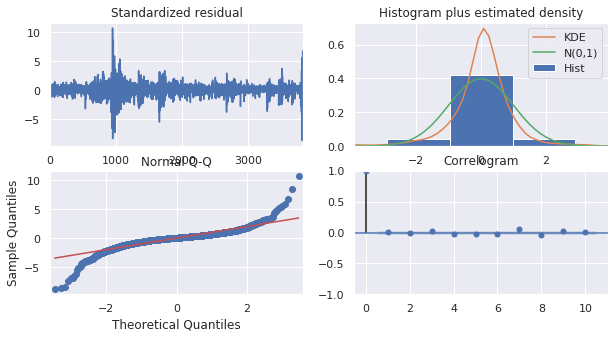 Standardized residual
Histogram plus estimated density
10
5
0
−5
0 1000 2000 3000
0.6
0.4
0.2
0.0
KDE
N(0,1)
Hist
−2 0 2
Normal Q-Q
Correlogram
Sample Quantiles
10
5
0
−5
−2 0 2
Theoretical Quantiles
1.0
0.5
0.0
−0.5
−1.0
0 2 4 6 8 10